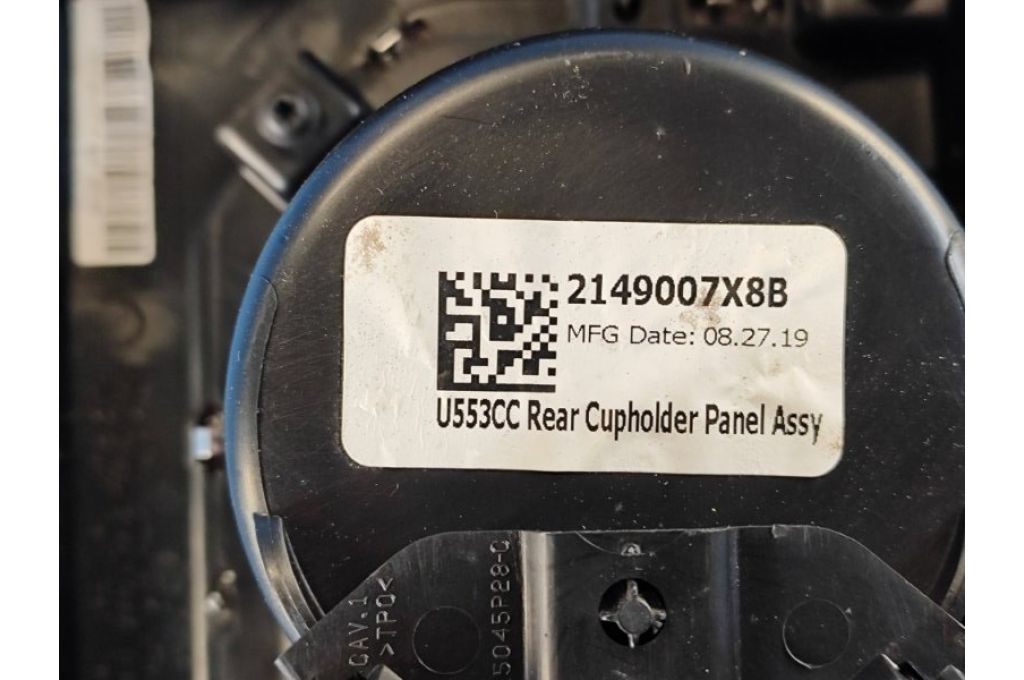 2149007X8B
MFG Date: 08.27.19
U553CC Rear Cupholder Panel Assy
CAV.1
>TPO<
5045P28-C